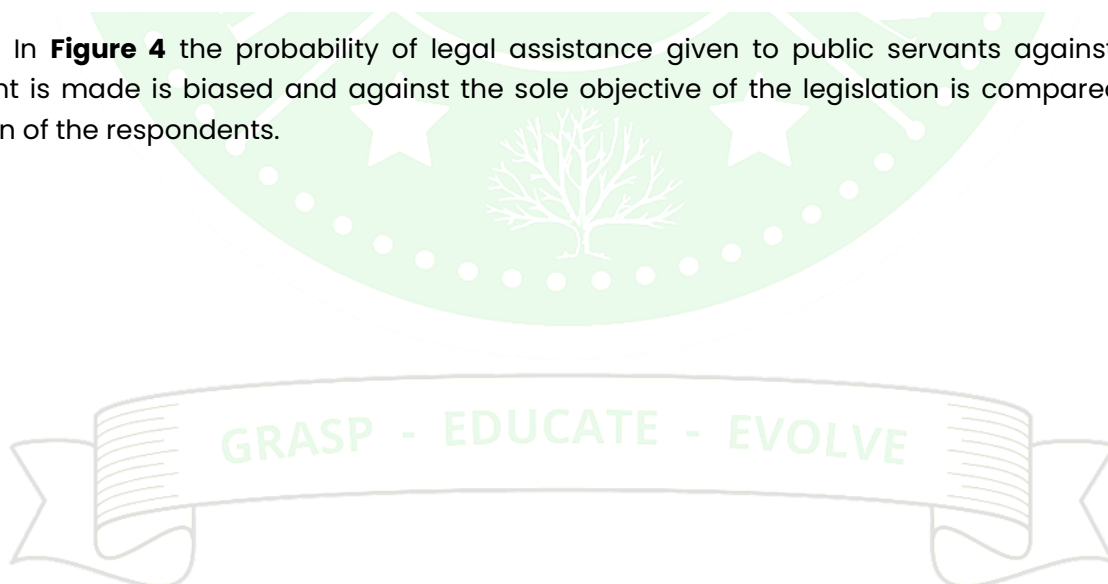 In Figure 4 the probability of legal assistance given to public servants against
nt is made is biased and against the sole objective of the legislation is compared
n of the respondents.
GRASP - EDUCATE - EVOLVE